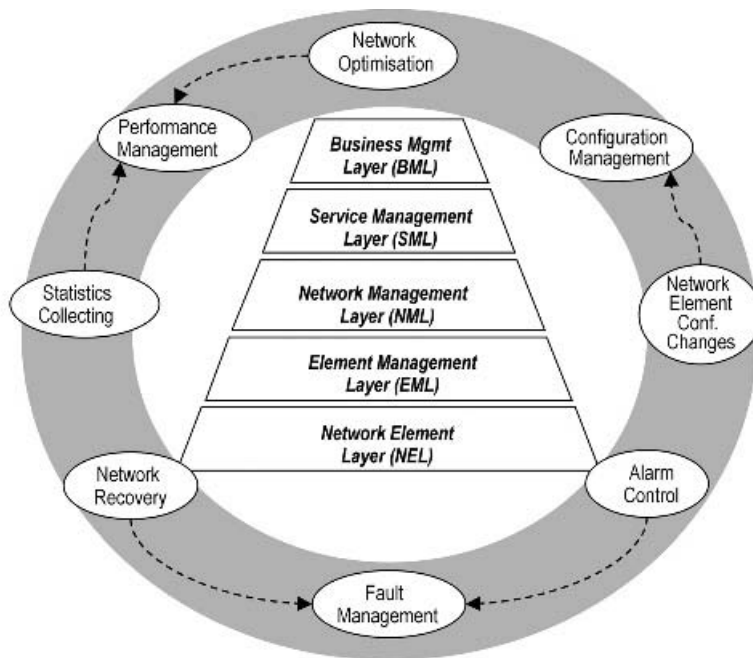 Network
Optimisation
Performance
Management
Configuration
Management
Business Mgmt
Layer (BML)
Service Management
Layer (SML)
Statistics
Collecting
Network Management
Layer (NML)
Network
Element
Conf.
Changes
Element Management
Layer (EML)
Network Element
Layer (NEL)
Network
Recovery
Alarm
Control
Fault
Management